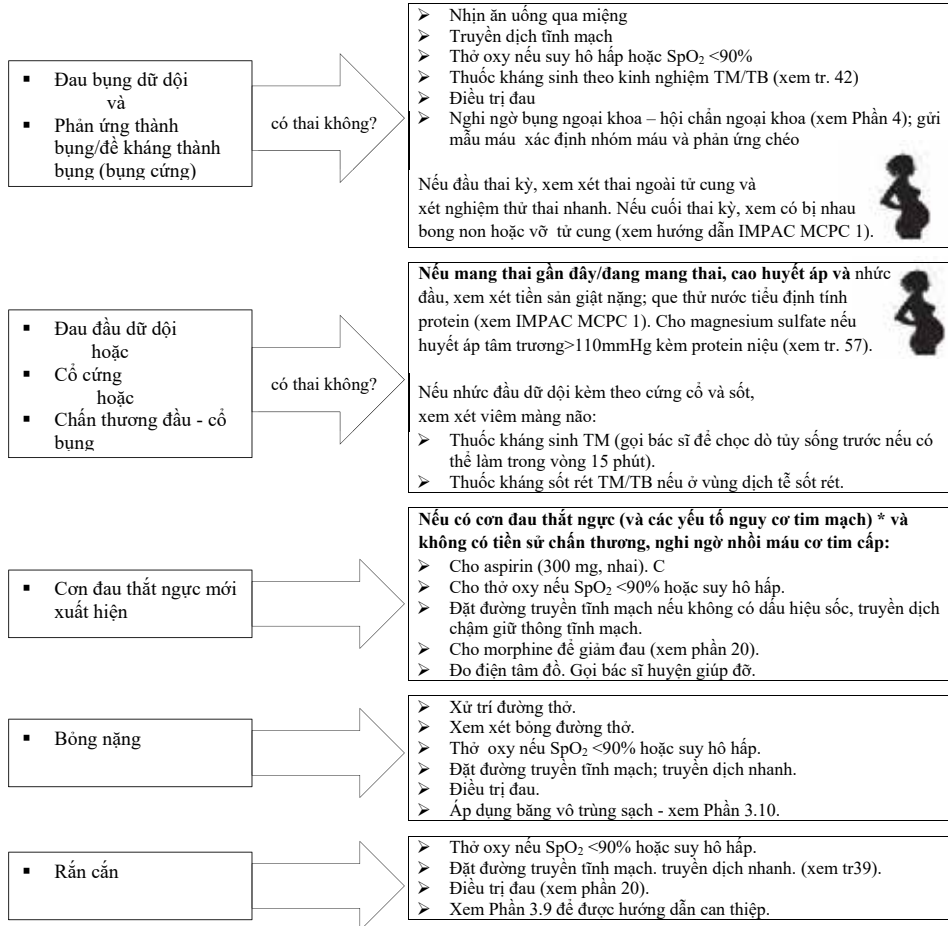 ▪ Đau bụng dữ dội
và
▪ Phản ứng thành
bụng/đề kháng thành
bụng (bụng cứng)
có thai không?
➢ Nhịn ăn uống qua miệng
➢ Truyền dịch tĩnh mạch
➢ Thở oxy nếu suy hô hấp hoặc SpO₂ <90%
➢ Thuốc kháng sinh theo kinh nghiệm TM/TB (xem tr. 42)
➢ Điều trị đau
➢ Nghi ngờ bụng ngoại khoa – hội chẩn ngoại khoa (xem Phần 4); gửi
mẫu máu xác định nhóm máu và phản ứng chéo
Nếu đầu thai kỳ, xem xét thai ngoài tử cung và
xét nghiệm thử thai nhanh. Nếu cuối thai kỳ, xem có bị nhau
bong non hoặc vỡ tử cung (xem hướng dẫn IMPAC MCPC 1).
▪ Đau đầu dữ dội
hoặc
▪ Cổ cứng
hoặc
▪ Chấn thương đầu - cổ
bụng
có thai không?
Nếu mang thai gần đây/đang mang thai, cao huyết áp và nhức
đầu, xem xét tiền sản giật nặng; que thử nước tiểu định tính
protein (xem IMPAC MCPC 1). Cho magnesium sulfate nếu
huyết áp tâm trương>110mmHg kèm protein niệu (xem tr. 57).
Nếu nhức đầu dữ dội kèm theo cứng cổ và sốt,
xem xét viêm màng não:
➢ Thuốc kháng sinh TM (gọi bác sĩ để chọc dò tủy sống trước nếu có
thể làm trong vòng 15 phút).
➢ Thuốc kháng sốt rét TM/TB nếu ở vùng dịch tễ sốt rét.
▪ Cơn đau thắt ngực mới
xuất hiện
Nếu có cơn đau thắt ngực (và các yếu tố nguy cơ tim mạch) * và
không có tiền sử chấn thương, nghi ngờ nhồi máu cơ tim cấp:
➢ Cho aspirin (300 mg, nhai). C
➢ Cho thở oxy nếu SpO₂ <90% hoặc suy hô hấp.
➢ Đặt đường truyền tĩnh mạch nếu không có dấu hiệu sốc, truyền dịch
chậm giữ thông tĩnh mạch.
➢ Cho morphine để giảm đau (xem phần 20).
➢ Đo điện tâm đồ. Gọi bác sĩ huyện giúp đỡ.
▪ Bỏng nặng
➢ Xử trí đường thở.
➢ Xem xét bỏng đường thở.
➢ Thở oxy nếu SpO₂ <90% hoặc suy hô hấp.
➢ Đặt đường truyền tĩnh mạch; truyền dịch nhanh.
➢ Điều trị đau.
➢ Áp dụng băng vô trùng sạch - xem Phần 3.10.
▪ Rắn cắn
➢ Thở oxy nếu SpO₂ <90% hoặc suy hô hấp.
➢ Đặt đường truyền tĩnh mạch. truyền dịch nhanh. (xem tr39).
➢ Điều trị đau (xem phần 20).
➢ Xem Phần 3.9 để được hướng dẫn can thiệp.